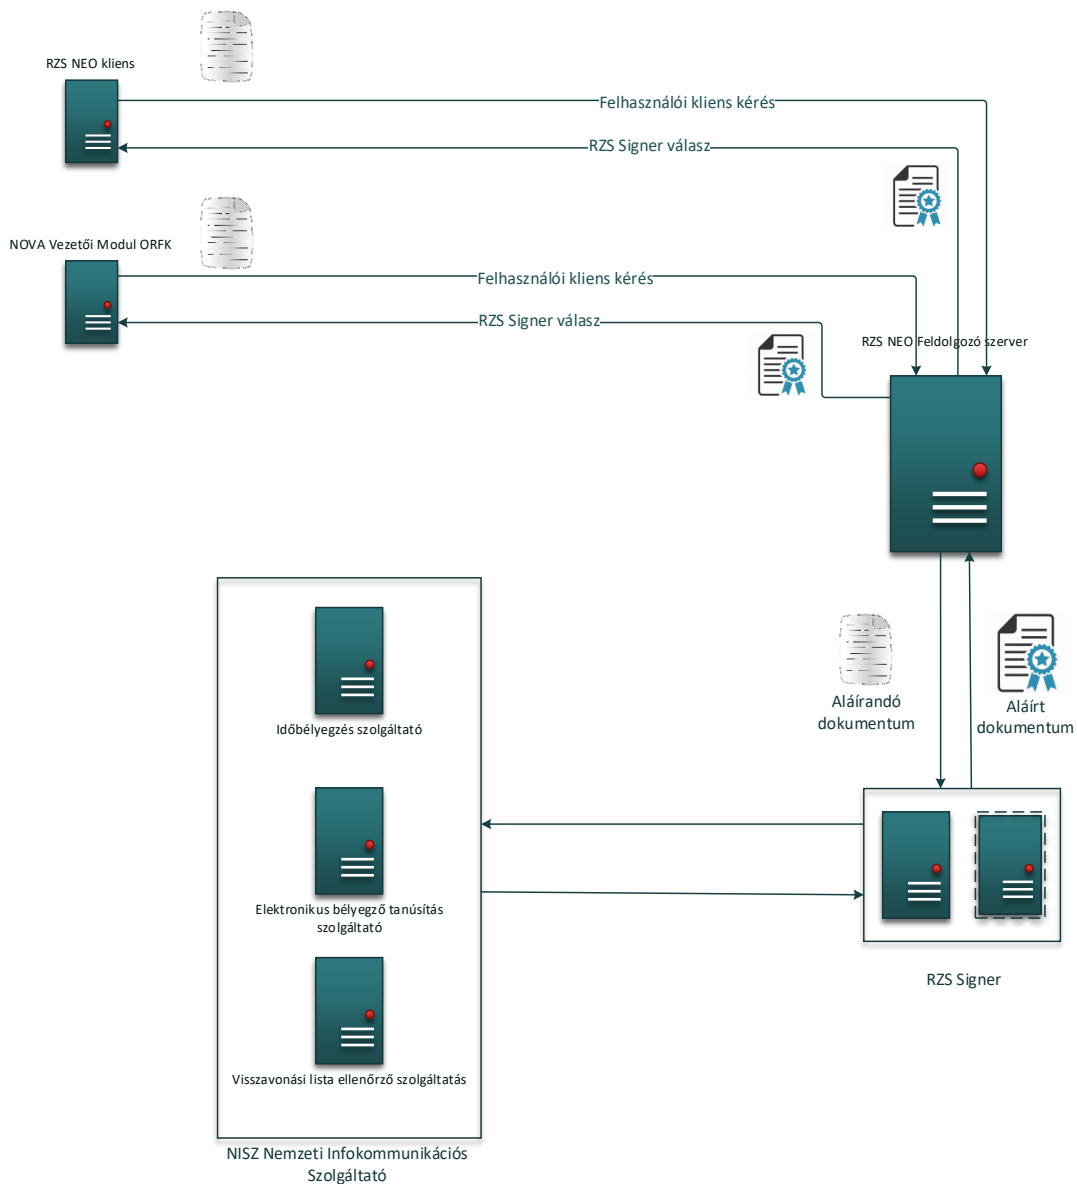 RZS NEO kliens
Felhasználói kliens kérés
RZS Signer válasz
NOVA Vezetői Modul ORFK
Felhasználói kliens kérés
RZS Signer válasz
RZS NEO Feldolgozó szerver
Aláírandó
dokumentum
Aláírt
dokumentum
Időbélyegzés szolgáltató
Elektronikus bélyegző tanúsítás
szolgáltató
RZS Signer
Visszavonási lista ellenőrző szolgáltatás
NISZ Nemzeti Infokommunikációs
Szolgáltató